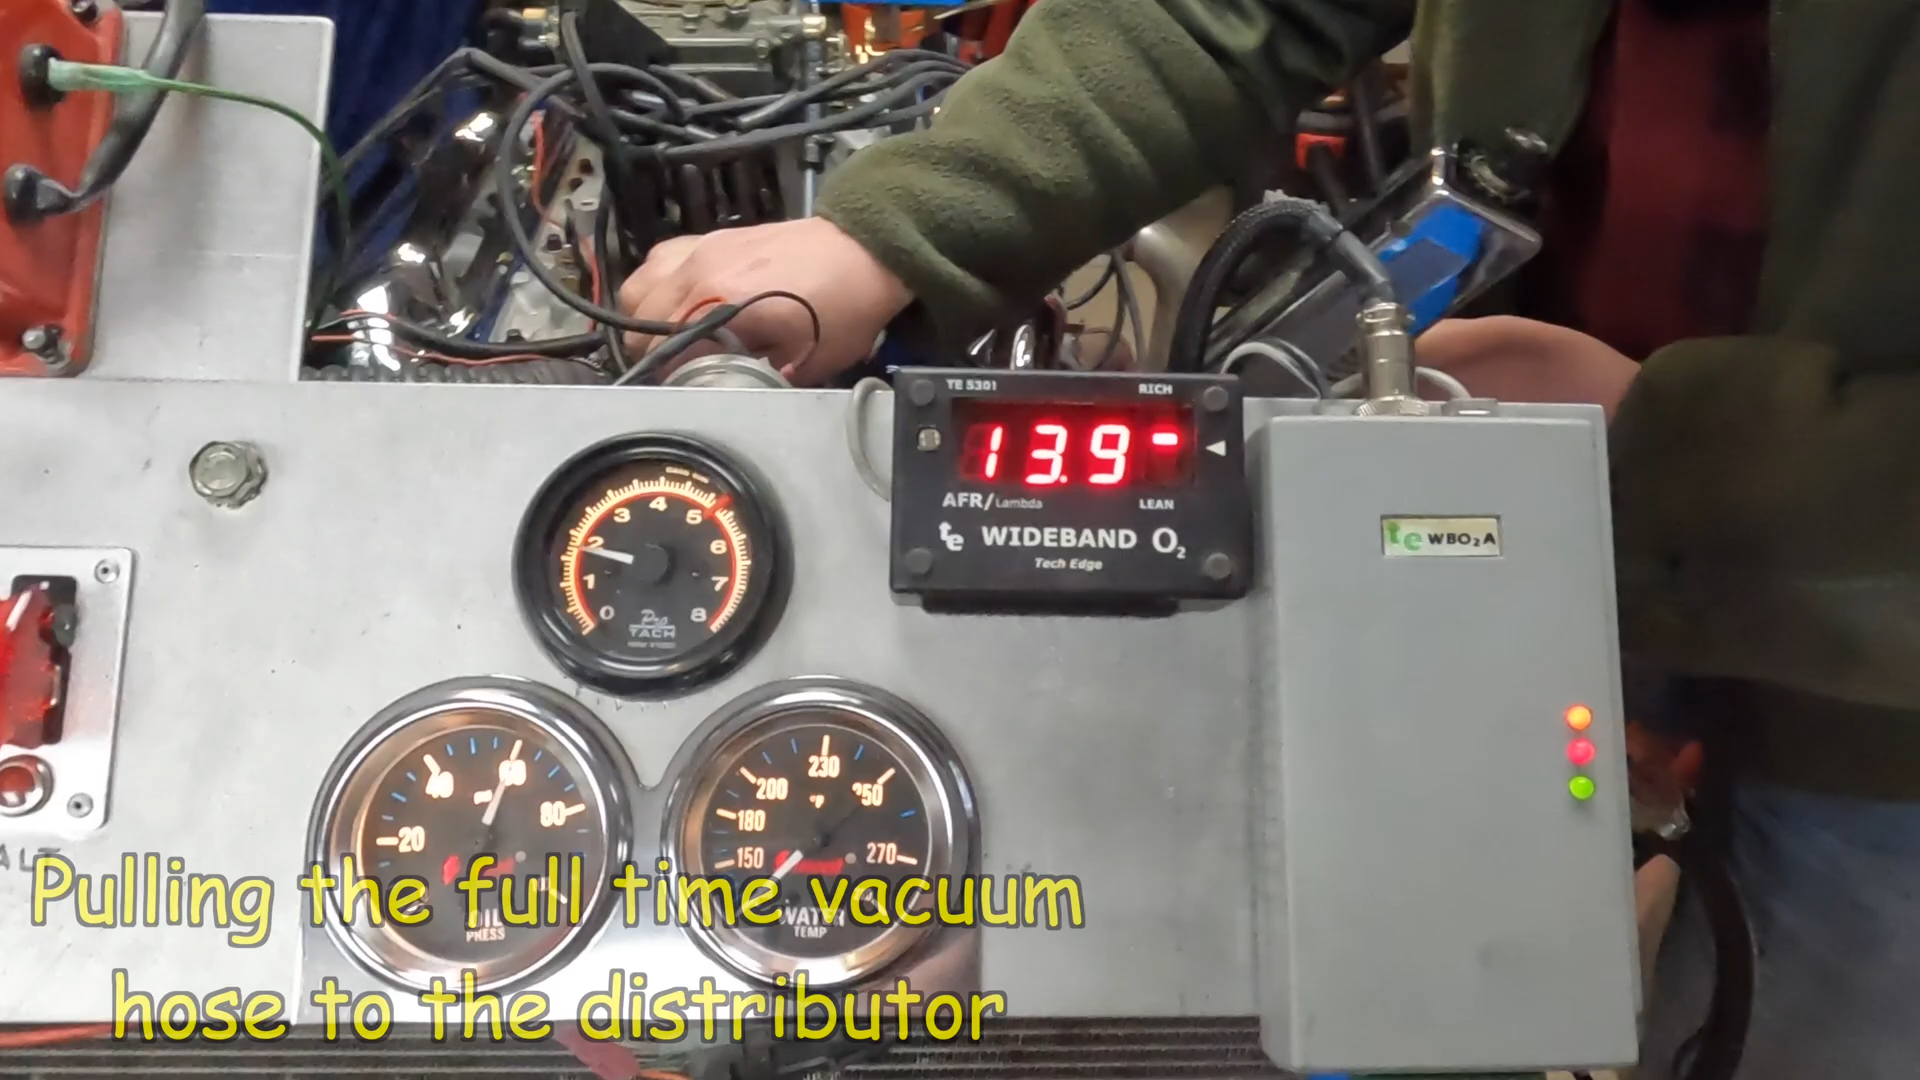 TE 5301 RICH
13.9
AFR/Lambda LEAN
te WIDEBAND O2
Tech Edge
te WBO2A
0 1 2 3 4 5 6 7 8
Pro
TACH
20 40 60 80
OIL
PRESS
150 180 200 230 250 270
°F
WATER
TEMP
Pulling the full time vacuum
hose to the distributor